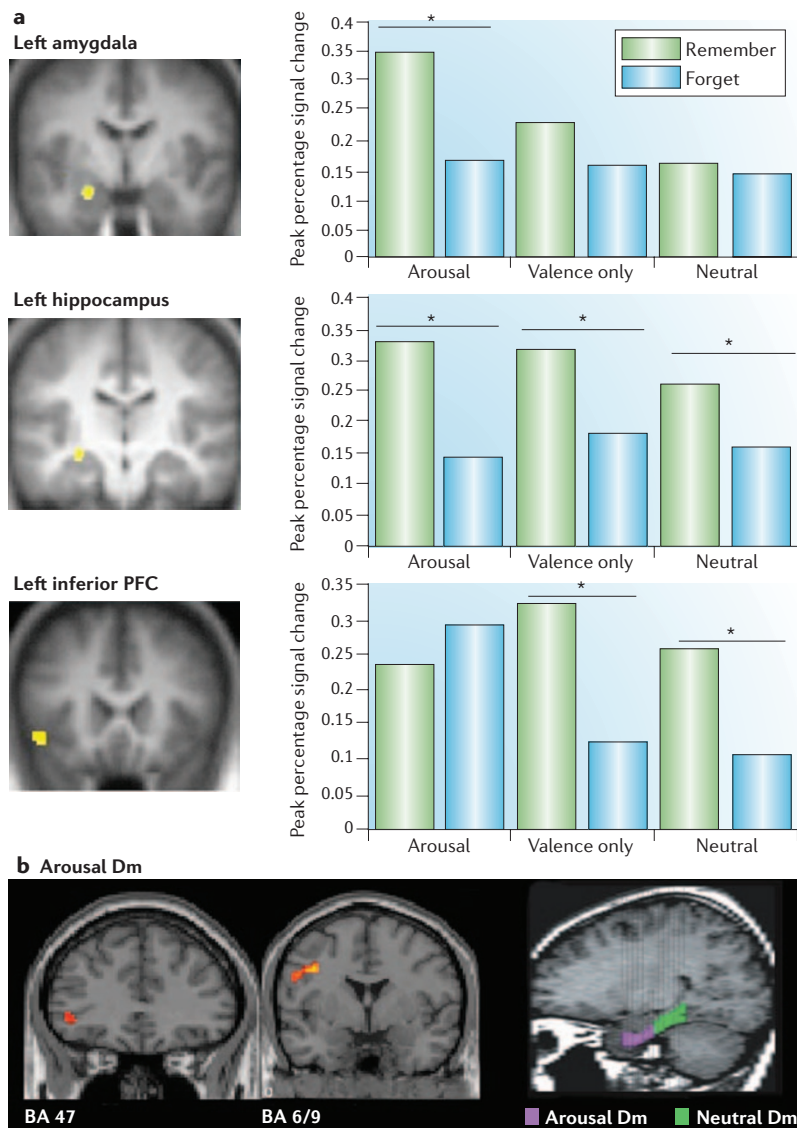 a
Left amygdala
Peak percentage signal change
0.4
0.35
0.3
0.25
0.2
0.15
0.1
0.05
0
*
Remember
Forget
Arousal
Valence only
Neutral
Left hippocampus
Peak percentage signal change
0.4
0.35
0.3
0.25
0.2
0.15
0.1
0.05
0
*
*
*
Arousal
Valence only
Neutral
Left inferior PFC
Peak percentage signal change
0.35
0.3
0.25
0.2
0.15
0.1
0.05
0
*
*
Arousal
Valence only
Neutral
b Arousal Dm
BA 47
BA 6/9
Arousal Dm
Neutral Dm